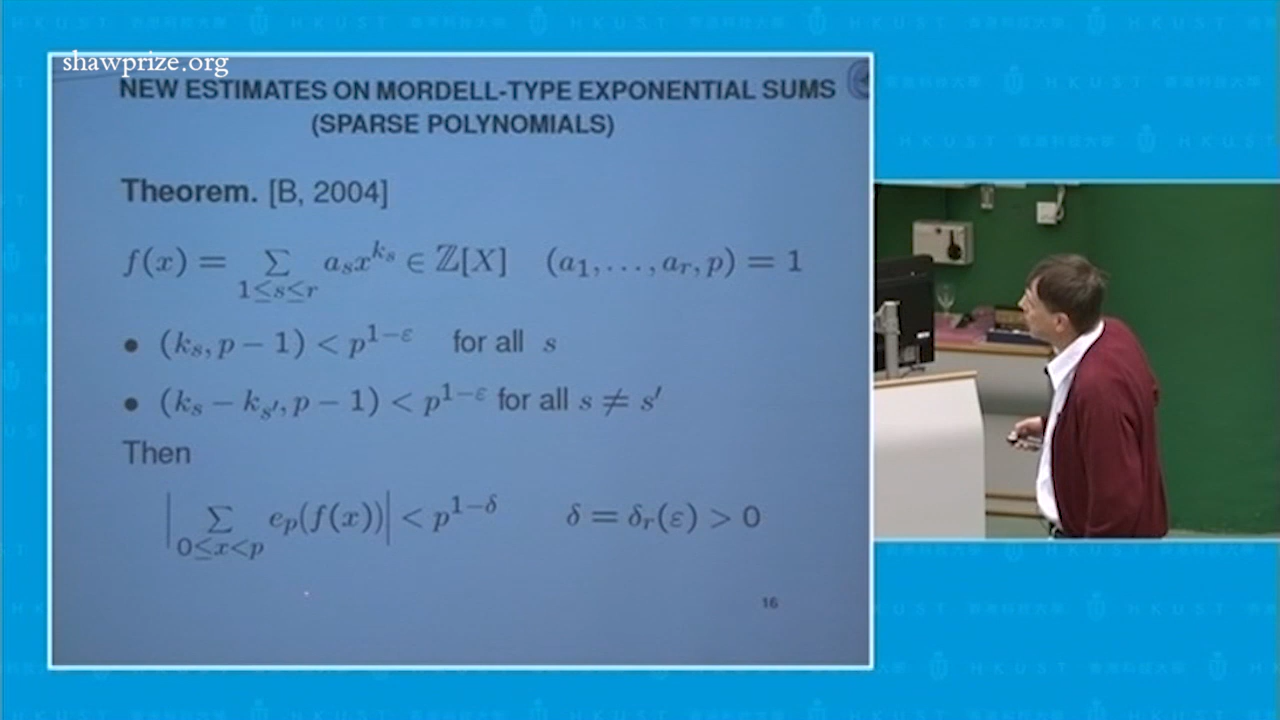 shawprize.org
NEW ESTIMATES ON MORDELL-TYPE EXPONENTIAL SUMS
(SPARSE POLYNOMIALS)
Theorem. [B, 2004]
f(x) = ∑_{1≤s≤r} a_s x^{k_s} ∈ ℤ[X] (a_1, …, a_r, p) = 1
• (k_s, p − 1) < p^{1−ε} for all s
• (k_s − k_{s′}, p − 1) < p^{1−ε} for all s ≠ s′
Then
|∑_{0≤x<p} e_p(f(x))| < p^{1−δ} δ = δ_r(ε) > 0
16
HKUST